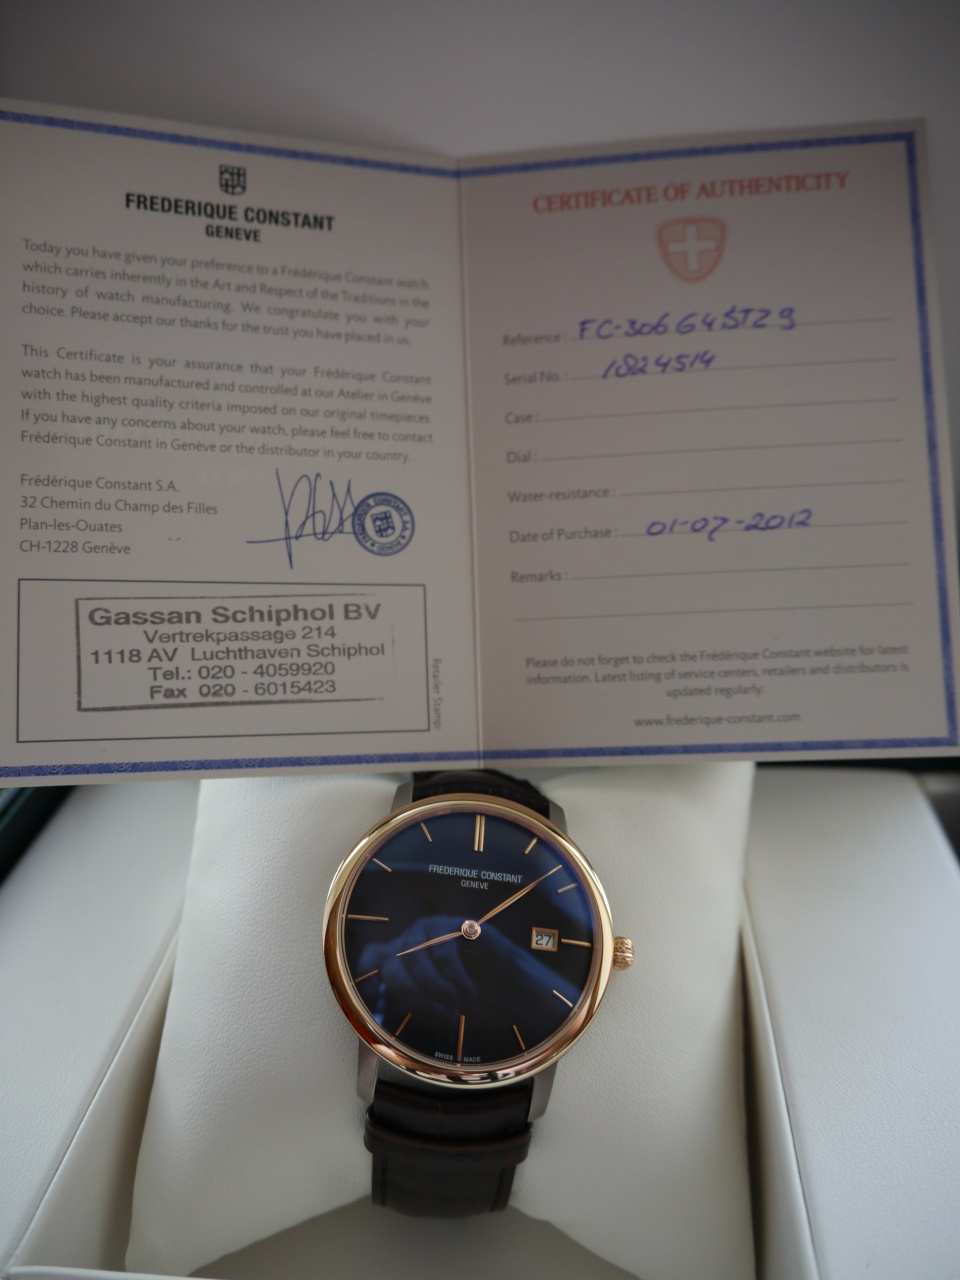 FREDERIQUE CONSTANT
GENEVE
Today you have given your preference to a Frédérique Constant watch
which carries inherently in the Art and Respect of the Traditions in the
history of watch manufacturing. We congratulate you with your
choice. Please accept our thanks for the trust you have placed in us.
This Certificate is your assurance that your Frédérique Constant
watch has been manufactured and controlled at our Atelier in Genève
with the highest quality criteria imposed on our original timepieces.
If you have any concerns about your watch, please feel free to contact
Frédérique Constant in Genève or the distributor in your country.
Frédérique Constant S.A.
32 Chemin du Champ des Filles
Plan-les-Ouates
CH-1228 Genève
Gassan Schiphol BV
Vertrekpassage 214
1118 AV Luchthaven Schiphol
Tel.: 020 - 4059920
Fax 020 - 6015423
Retailer Stamp
CERTIFICATE OF AUTHENTICITY
Reference: FC-306G4STZ9
Serial No.: 1824514
Case:
Dial:
Water-resistance:
Date of Purchase: 01-07-2012
Remarks:
Please do not forget to check the Frédérique Constant website for latest
information. Latest listing of service centers, retailers and distributors is
updated regularly:
www.frederique-constant.com
FREDERIQUE CONSTANT
GENEVE
27
SWISS MADE